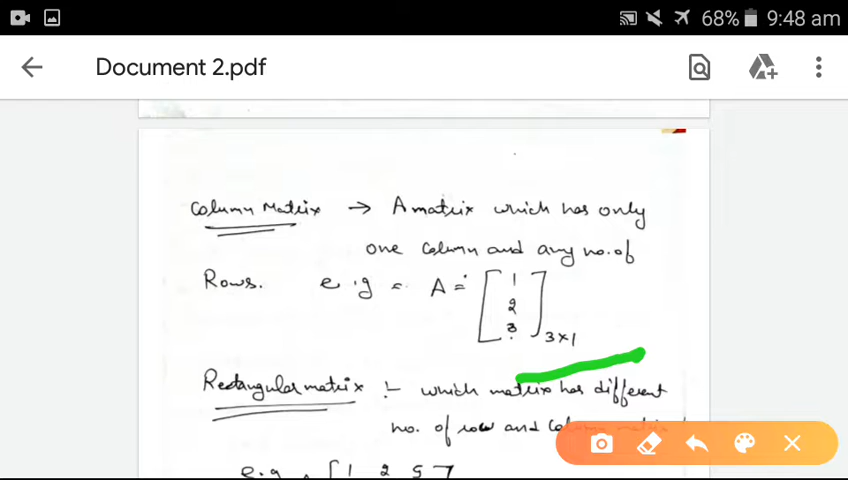 68% 9:48 am
Document 2.pdf
Column Matrix → A matrix which has only
one column and any no. of
Rows. e.g = A = [1
2
3] 3×1
Rectangular matrix :- which matrix has different
no. of row and column
e.g. [1 2 5